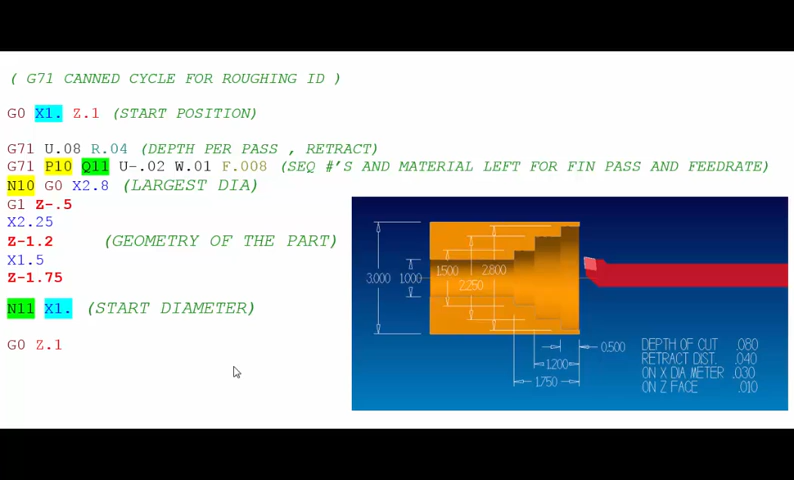 ( G71 CANNED CYCLE FOR ROUGHING ID )
G0 X1. Z.1 (START POSITION)
G71 U.08 R.04 (DEPTH PER PASS , RETRACT)
G71 P10 Q11 U-.02 W.01 F.008 (SEQ #'S AND MATERIAL LEFT FOR FIN PASS AND FEEDRATE)
N10 G0 X2.8 (LARGEST DIA)
G1 Z-.5
X2.25
Z-1.2 (GEOMETRY OF THE PART)
X1.5
Z-1.75
N11 X1. (START DIAMETER)
G0 Z.1
3.000
1.000
1.500
2.250
2.800
0.500
1.200
1.750
DEPTH OF CUT .080
RETRACT DIST. .040
ON X DIA METER .030
ON Z FACE .010